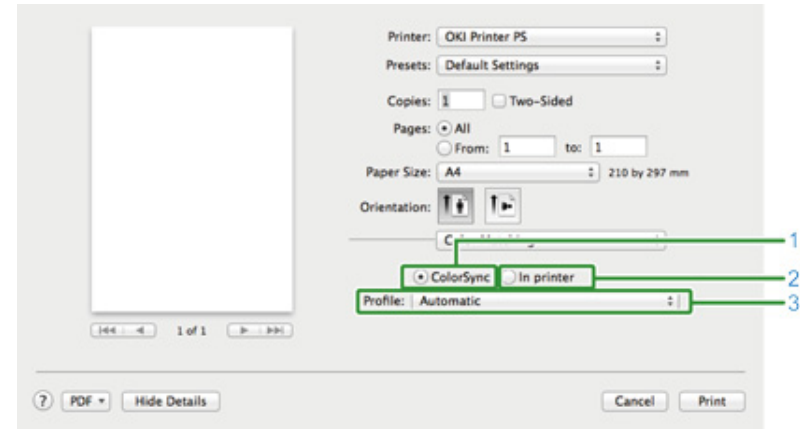 Printer: OKI Printer PS
Presets: Default Settings
Copies: 1 Two-Sided
Pages: All
From: 1 to: 1
Paper Size: A4 210 by 297 mm
Orientation:
1
ColorSync In printer 2
Profile: Automatic 3
1 of 1
? PDF Hide Details Cancel Print